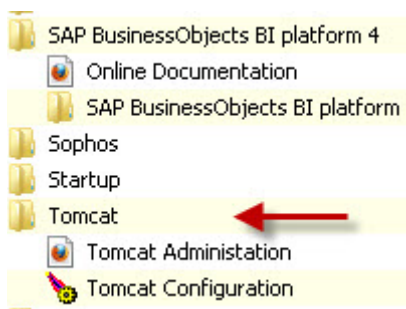 SAP BusinessObjects BI platform 4
Online Documentation
SAP BusinessObjects BI platform
Sophos
Startup
Tomcat
Tomcat Administation
Tomcat Configuration